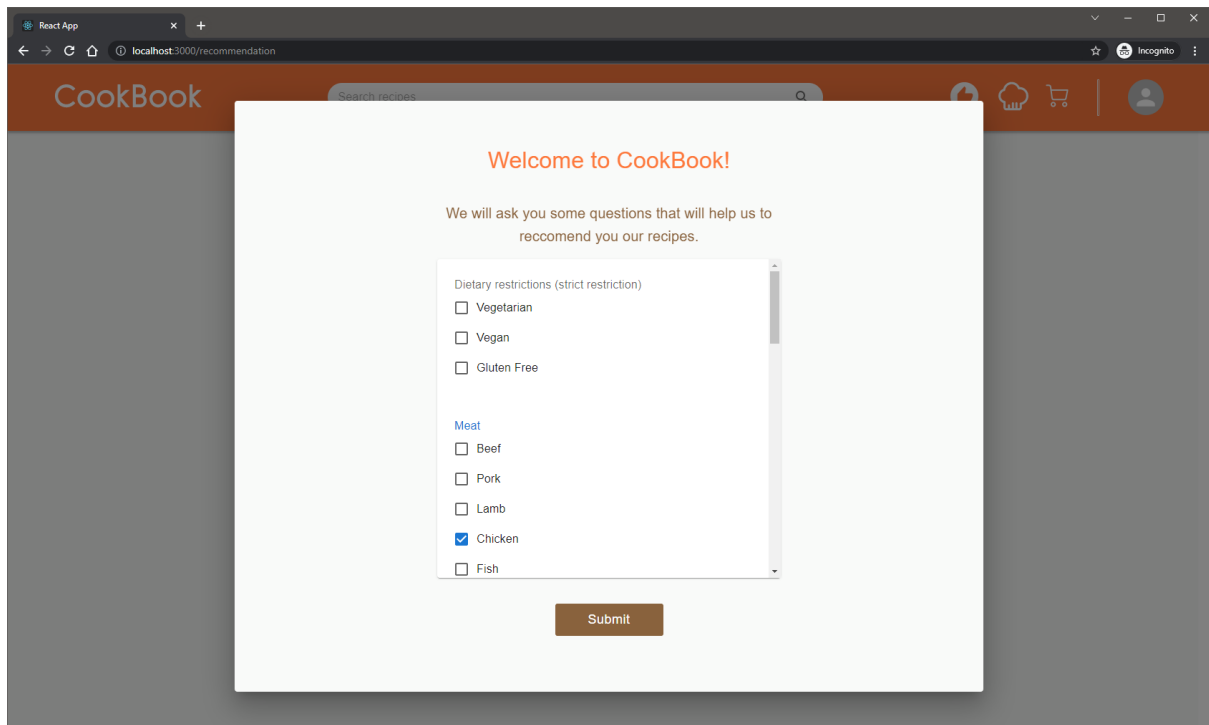 React App
localhost:3000/recommendation
Incognito
CookBook
Search recipes
Welcome to CookBook!
We will ask you some questions that will help us to
reccomend you our recipes.
Dietary restrictions (strict restriction)
Vegetarian
Vegan
Gluten Free
Meat
Beef
Pork
Lamb
Chicken
Fish
Submit